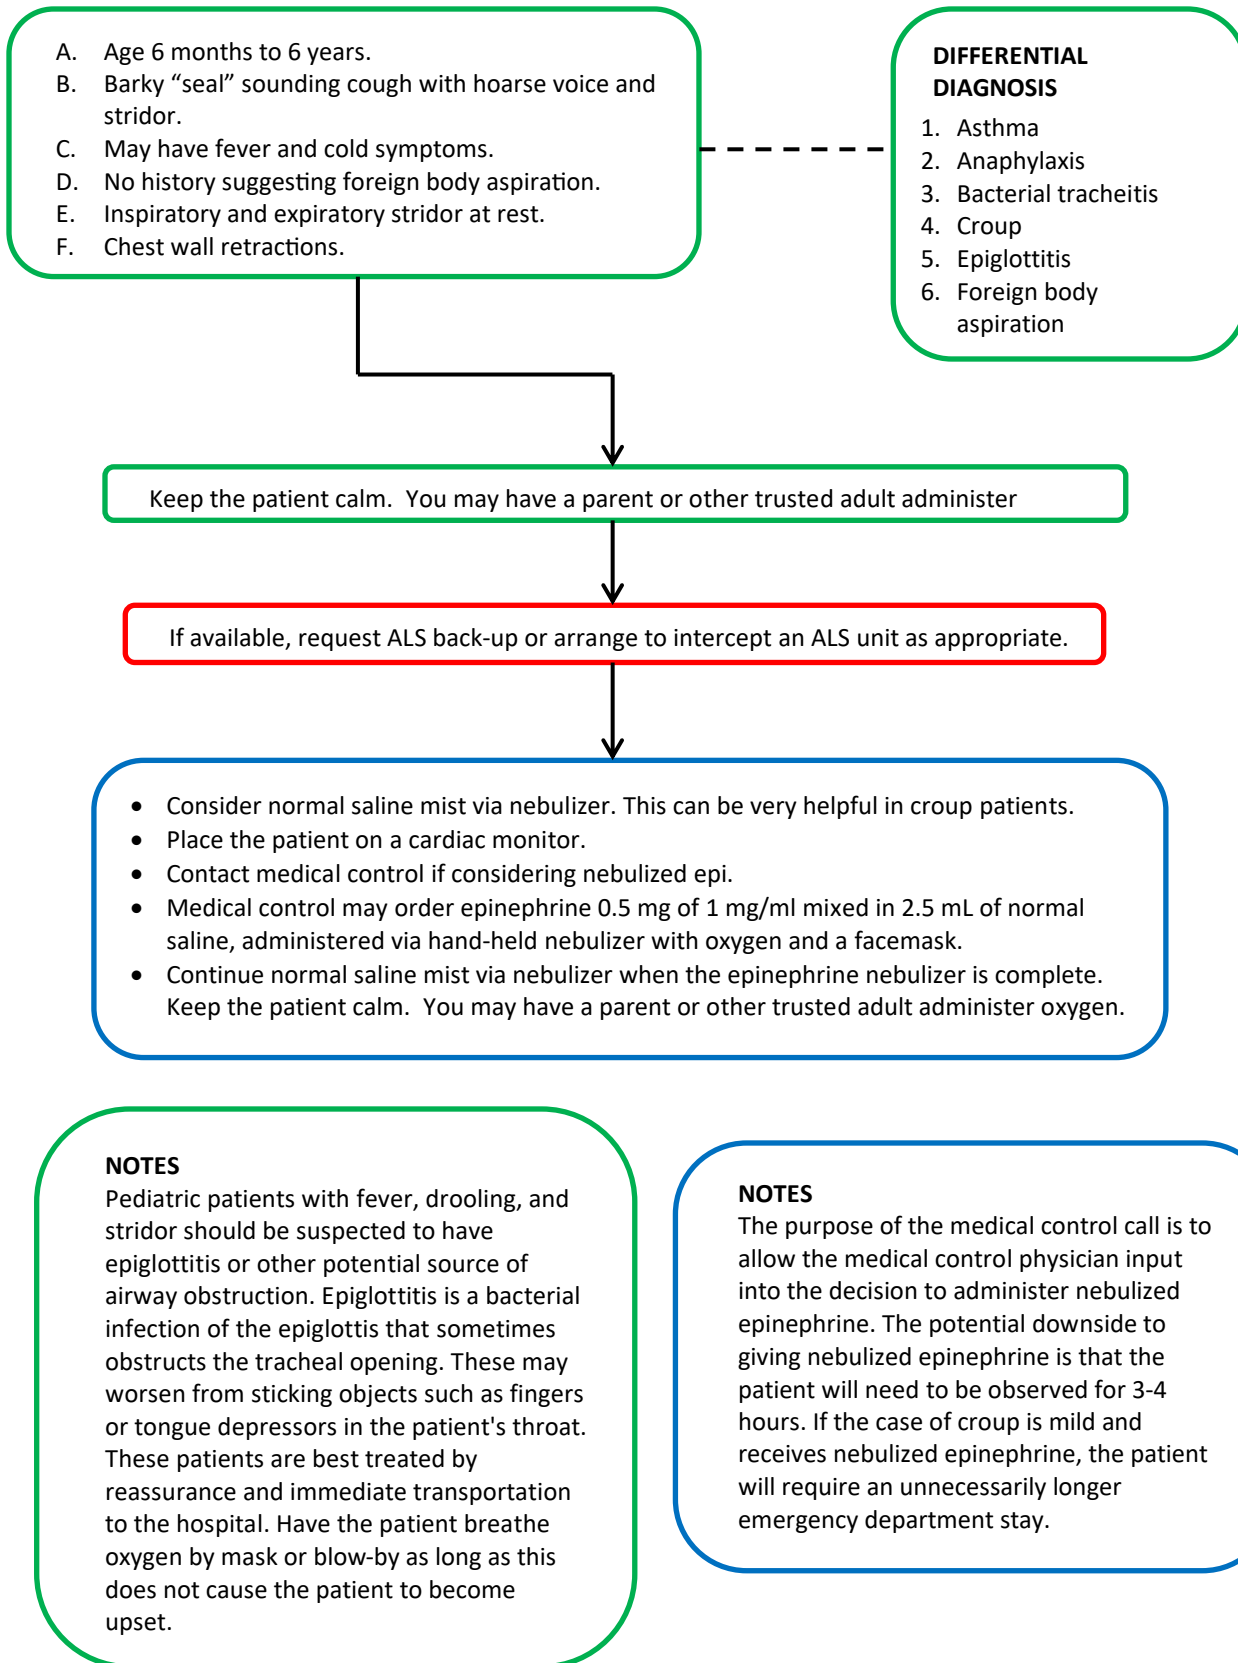 A. Age 6 months to 6 years.
B. Barky “seal” sounding cough with hoarse voice and
stridor.
C. May have fever and cold symptoms.
D. No history suggesting foreign body aspiration.
E. Inspiratory and expiratory stridor at rest.
F. Chest wall retractions.
DIFFERENTIAL
DIAGNOSIS
1. Asthma
2. Anaphylaxis
3. Bacterial tracheitis
4. Croup
5. Epiglottitis
6. Foreign body
aspiration
Keep the patient calm.  You may have a parent or other trusted adult administer
If available, request ALS back-up or arrange to intercept an ALS unit as appropriate.
• Consider normal saline mist via nebulizer. This can be very helpful in croup patients.
• Place the patient on a cardiac monitor.
• Contact medical control if considering nebulized epi.
• Medical control may order epinephrine 0.5 mg of 1 mg/ml mixed in 2.5 mL of normal
saline, administered via hand-held nebulizer with oxygen and a facemask.
• Continue normal saline mist via nebulizer when the epinephrine nebulizer is complete.
Keep the patient calm.  You may have a parent or other trusted adult administer oxygen.
NOTES
Pediatric patients with fever, drooling, and
stridor should be suspected to have
epiglottitis or other potential source of
airway obstruction. Epiglottitis is a bacterial
infection of the epiglottis that sometimes
obstructs the tracheal opening. These may
worsen from sticking objects such as fingers
or tongue depressors in the patient's throat.
These patients are best treated by
reassurance and immediate transportation
to the hospital. Have the patient breathe
oxygen by mask or blow-by as long as this
does not cause the patient to become
upset.
NOTES
The purpose of the medical control call is to
allow the medical control physician input
into the decision to administer nebulized
epinephrine. The potential downside to
giving nebulized epinephrine is that the
patient will need to be observed for 3-4
hours. If the case of croup is mild and
receives nebulized epinephrine, the patient
will require an unnecessarily longer
emergency department stay.